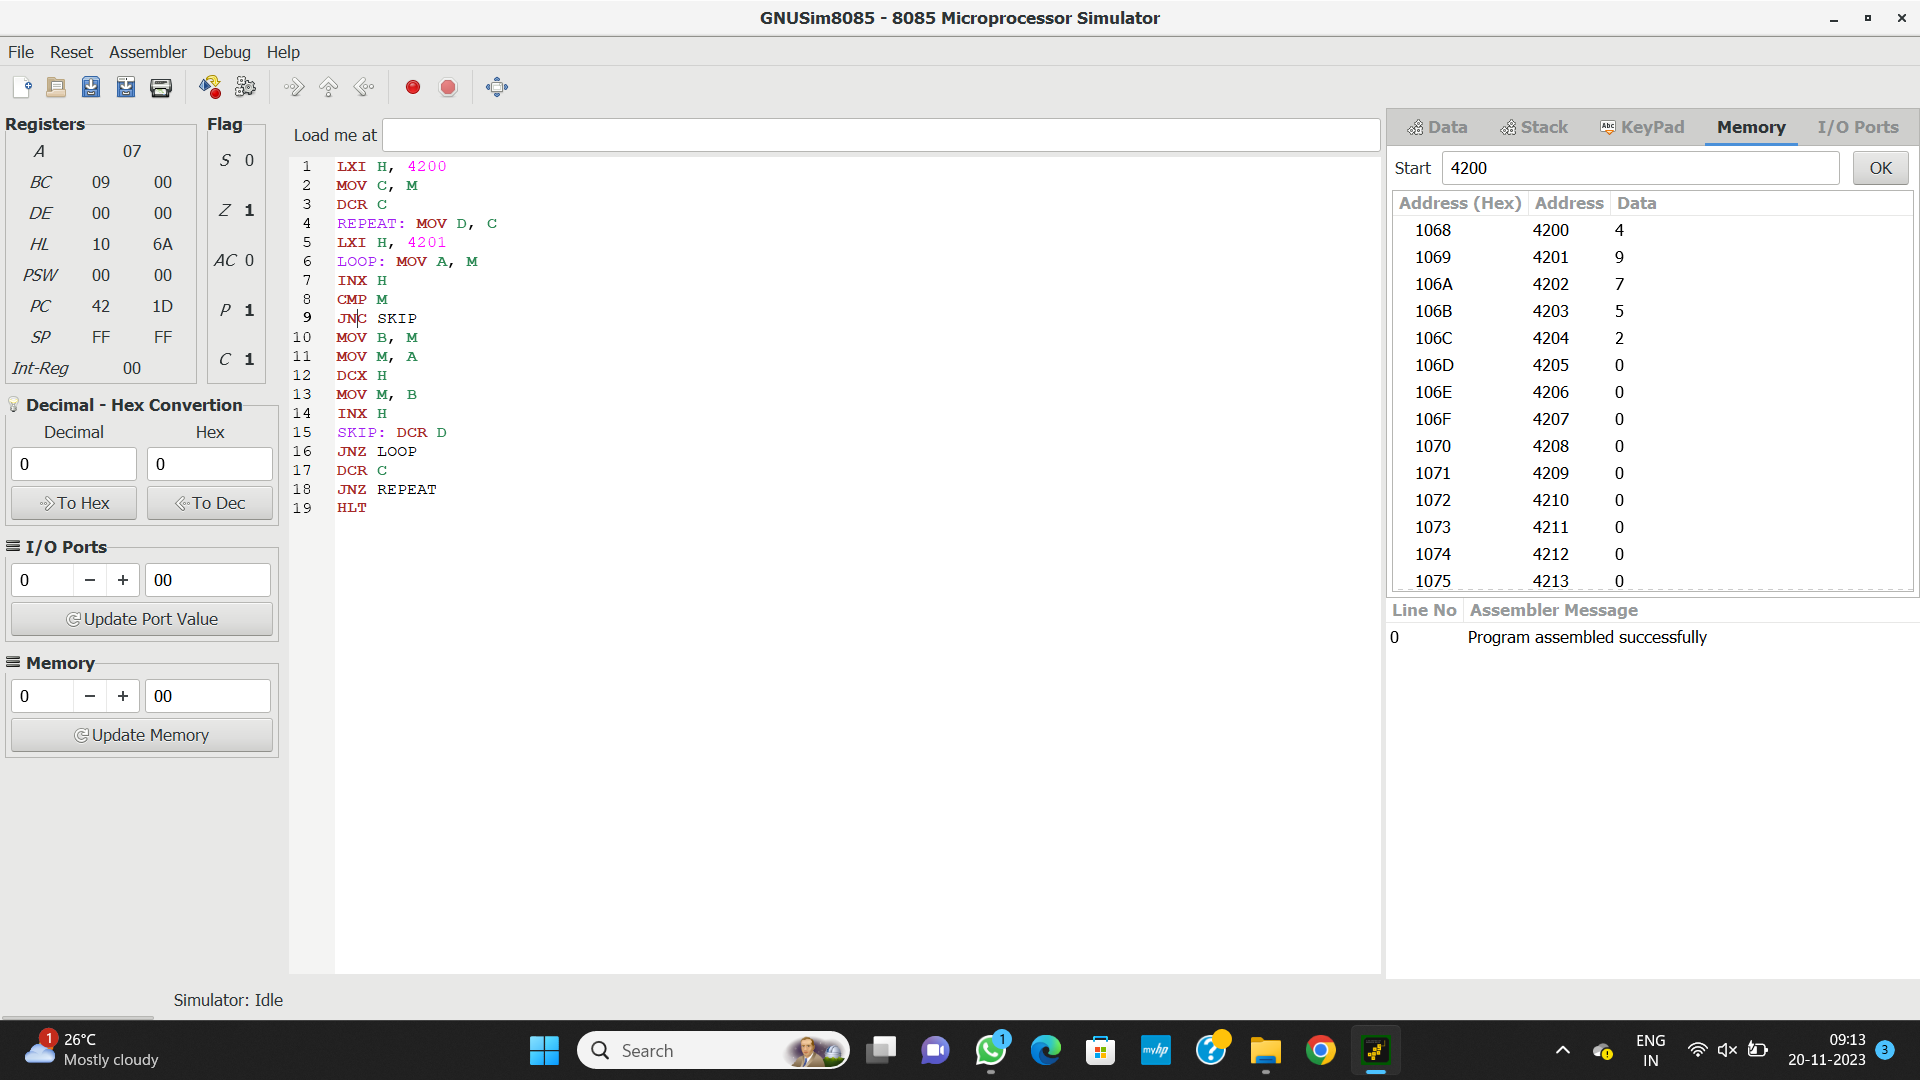 GNUSim8085 - 8085 Microprocessor Simulator
File Reset Assembler Debug Help
Registers
A 07
BC 09 00
DE 00 00
HL 10 6A
PSW 00 00
PC 42 1D
SP FF FF
Int-Reg 00
Flag
S 0
Z 1
AC 0
P 1
C 1
Decimal - Hex Convertion
Decimal Hex
0 0
To Hex To Dec
I/O Ports
0 − + 00
Update Port Value
Memory
0 − + 00
Update Memory
Load me at
1 LXI H, 4200
2 MOV C, M
3 DCR C
4 REPEAT: MOV D, C
5 LXI H, 4201
6 LOOP: MOV A, M
7 INX H
8 CMP M
9 JNC SKIP
10 MOV B, M
11 MOV M, A
12 DCX H
13 MOV M, B
14 INX H
15 SKIP: DCR D
16 JNZ LOOP
17 DCR C
18 JNZ REPEAT
19 HLT
Data Stack Abc KeyPad Memory I/O Ports
Start 4200 OK
Address (Hex) Address Data
1068 4200 4
1069 4201 9
106A 4202 7
106B 4203 5
106C 4204 2
106D 4205 0
106E 4206 0
106F 4207 0
1070 4208 0
1071 4209 0
1072 4210 0
1073 4211 0
1074 4212 0
1075 4213 0
Line No Assembler Message
0 Program assembled successfully
Simulator: Idle
1 26°C
Mostly cloudy
Search
1
myhp
?
ENG
IN
09:13
20-11-2023
3